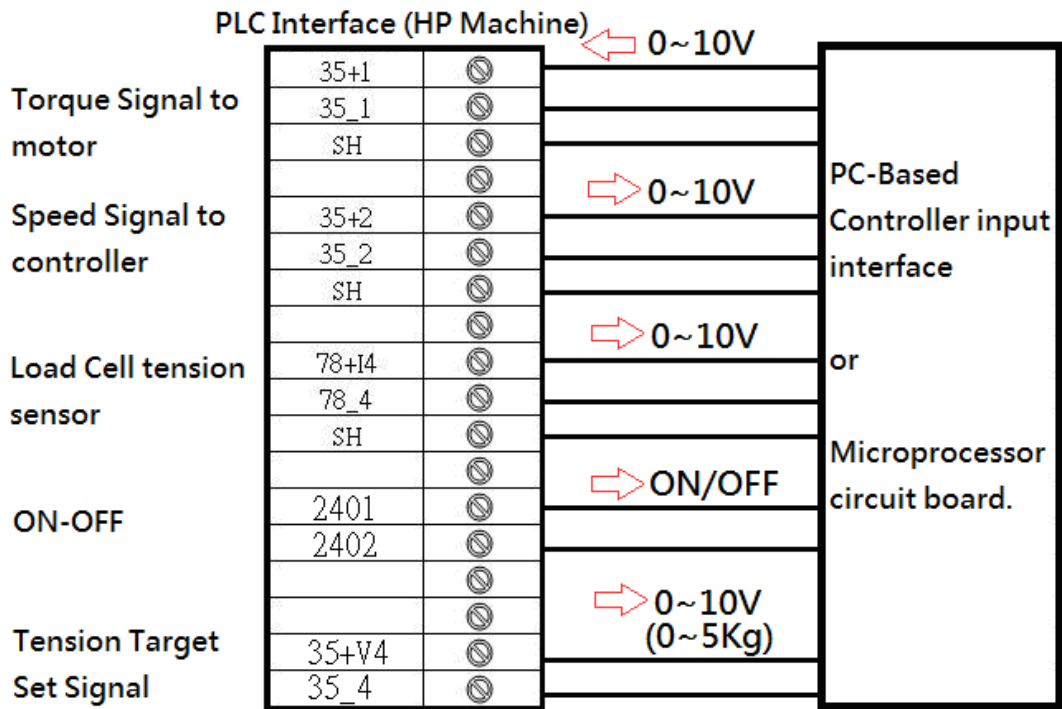 PLC Interface (HP Machine)
0~10V
35+1
Torque Signal to
motor
35_1
SH
0~10V
PC-Based
Controller input
interface
Speed Signal to
controller
35+2
35_2
SH
0~10V
or
Load Cell tension
sensor
78+I4
78_4
SH
Microprocessor
circuit board.
ON/OFF
ON-OFF
2401
2402
0~10V
(0~5Kg)
Tension Target
Set Signal
35+V4
35_4